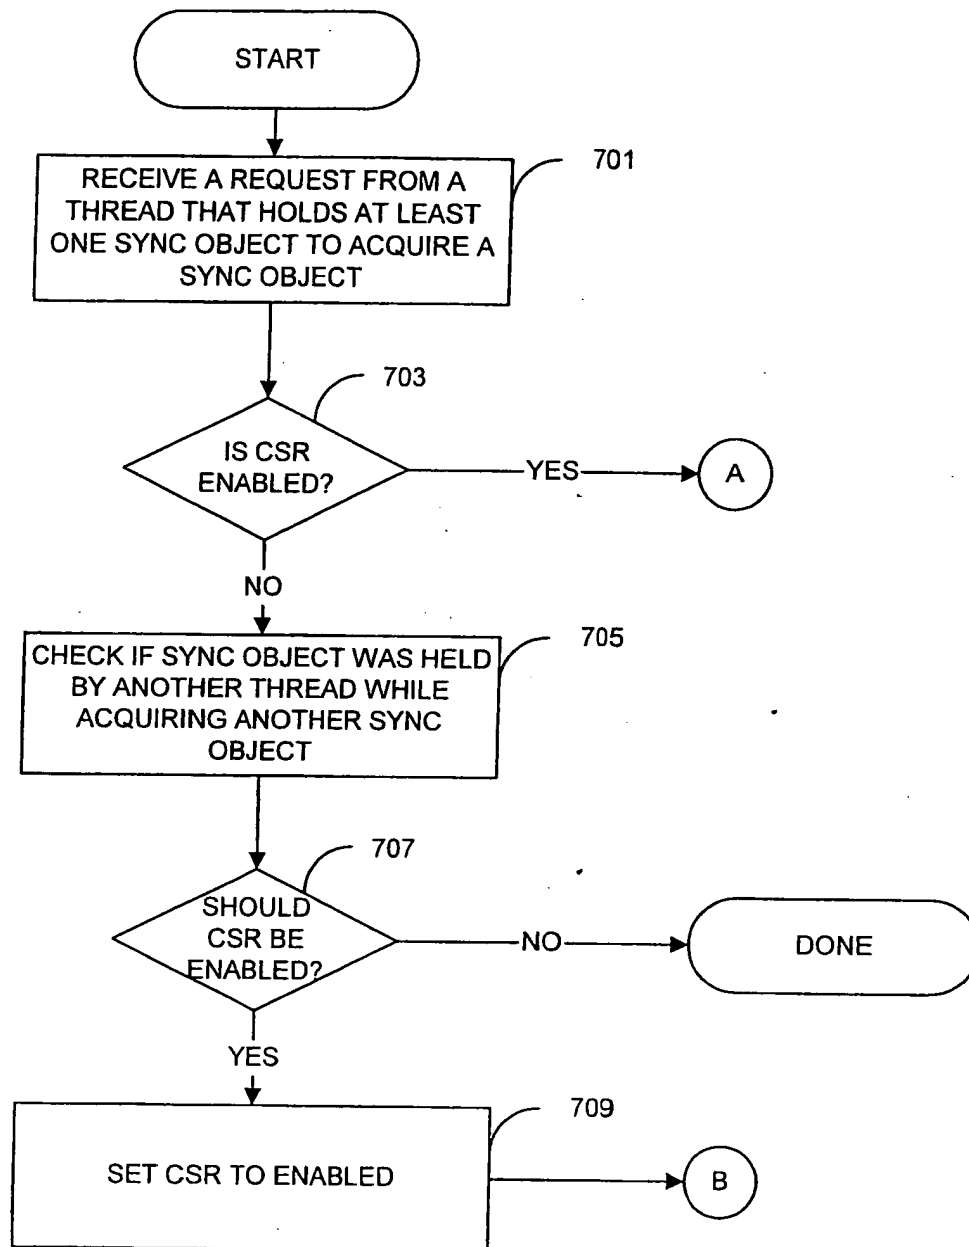 START
701
RECEIVE A REQUEST FROM A
THREAD THAT HOLDS AT LEAST
ONE SYNC OBJECT TO ACQUIRE A
SYNC OBJECT
703
IS CSR
ENABLED?
YES
A
NO
705
CHECK IF SYNC OBJECT WAS HELD
BY ANOTHER THREAD WHILE
ACQUIRING ANOTHER SYNC
OBJECT
707
SHOULD
CSR BE
ENABLED?
NO
DONE
YES
709
SET CSR TO ENABLED
B